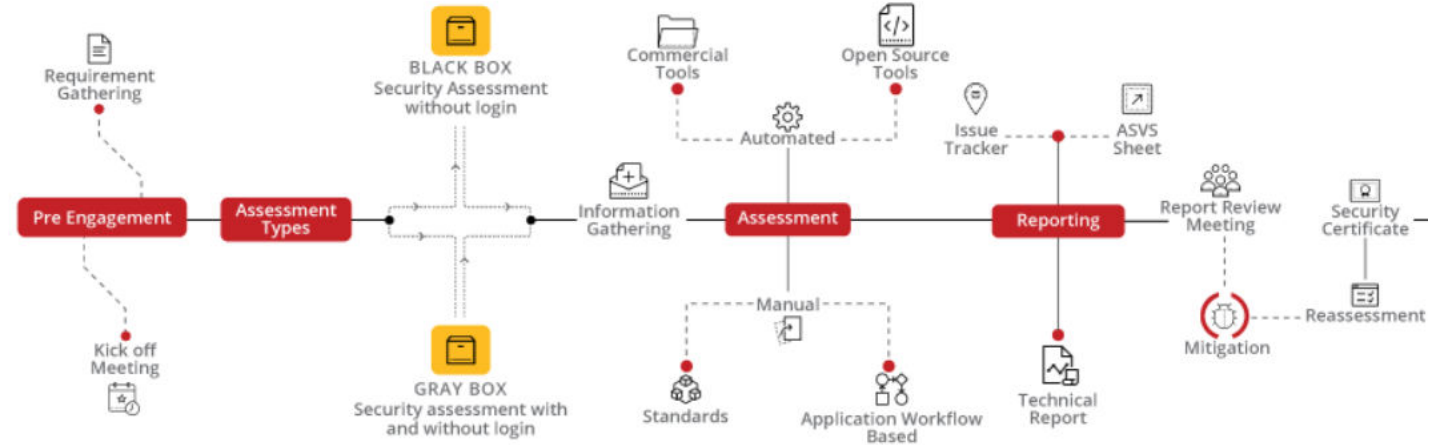 Requirement
Gathering
Pre Engagement
Kick off
Meeting
Assessment
Types
BLACK BOX
Security Assessment
without login
GRAY BOX
Security assessment with
and without login
Information
Gathering
Commercial
Tools
Open Source
Tools
Automated
Assessment
Manual
Standards
Application Workflow
Based
Issue
Tracker
ASVS
Sheet
Reporting
Technical
Report
Report Review
Meeting
Mitigation
Reassessment
Security
Certificate